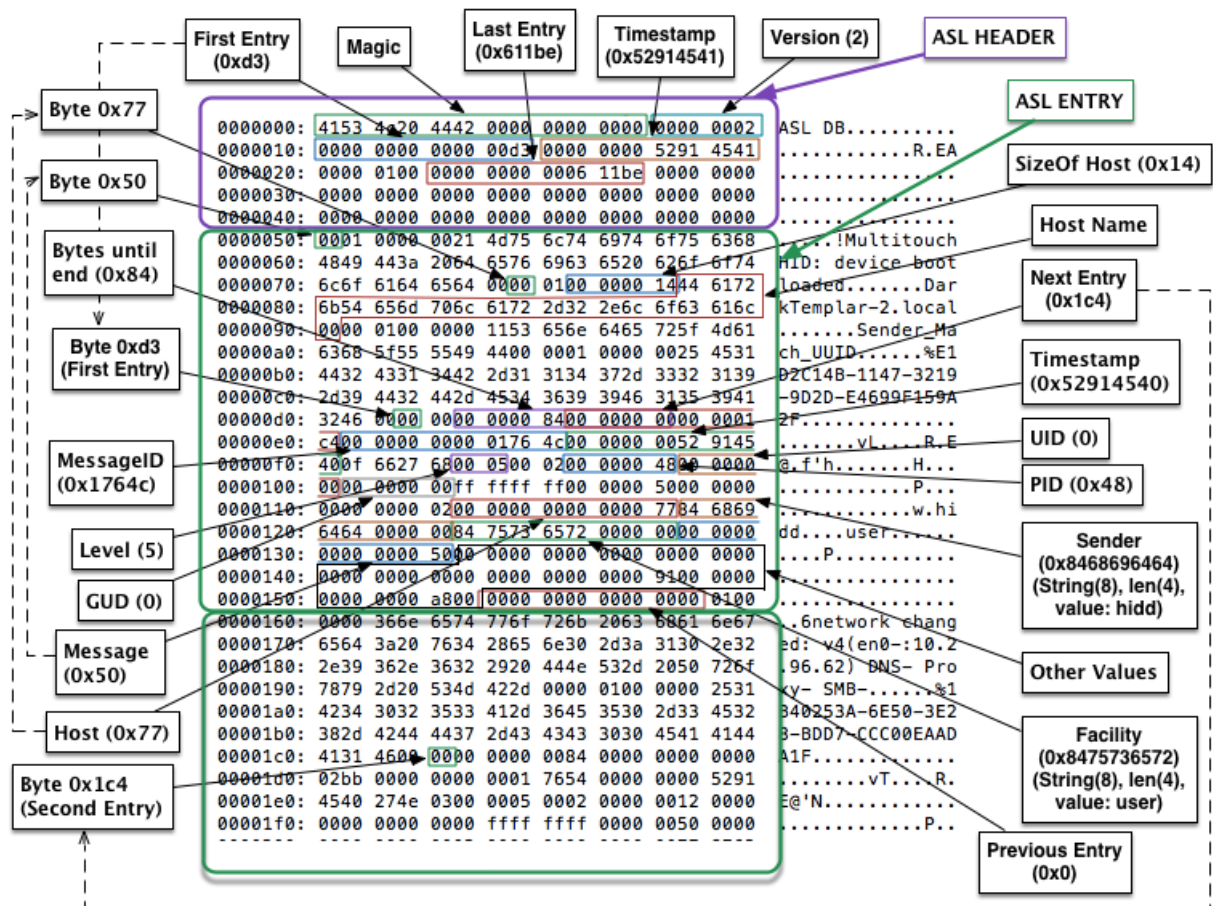 First Entry
(0xd3)
Magic
Last Entry
(0x611be)
Timestamp
(0x52914541)
Version (2)
ASL HEADER
ASL ENTRY
Byte 0x77
Byte 0x50
Bytes until
end (0x84)
Byte 0xd3
(First Entry)
MessageID
(0x1764c)
Level (5)
GUD (0)
Message
(0x50)
Host (0x77)
Byte 0x1c4
(Second Entry)
0000000: 4153 4c20 4442 0000 0000 0000 0000 0002 ASL DB..........
0000010: 0000 0000 0000 00d3 0000 0000 5291 4541 ............R.EA
0000020: 0000 0100 0000 0000 0006 11be 0000 0000 ................
0000030: 0000 0000 0000 0000 0000 0000 0000 0000 ................
0000040: 0000 0000 0000 0000 0000 0000 0000 0000 ................
0000050: 0001 0000 0021 4d75 6c74 6974 6f75 6368 .....!Multitouch
0000060: 4849 443a 2064 6576 6963 6520 626f 6f74 HID: device boot
0000070: 6c6f 6164 6564 0000 0100 0000 1444 6172 loaded.......Dar
0000080: 6b54 656d 706c 6172 2d32 2e6c 6f63 616c kTemplar-2.local
0000090: 0000 0100 0000 1153 656e 6465 725f 4d61 .......Sender_Ma
00000a0: 6368 5f55 5549 4400 0001 0000 0025 4531 ch_UUID......%E1
00000b0: 4432 4331 3442 2d31 3134 372d 3332 3139 D2C14B-1147-3219
00000c0: 2d39 4432 442d 4534 3639 3946 3135 3941 -9D2D-E4699F159A
00000d0: 3246 0000 0000 0000 8400 0000 0000 0001 2F..............
00000e0: c400 0000 0000 0176 4c00 0000 0052 9145 .......vL....R.E
00000f0: 400f 6627 6800 0500 0200 0000 4800 0000 @.f'h.......H...
0000100: 0000 0000 00ff ffff ff00 0000 5000 0000 ............P...
0000110: 0000 0000 0200 0000 0000 0000 7784 6869 ............w.hi
0000120: 6464 0000 0084 7573 6572 0000 0000 0000 dd....user......
0000130: 0000 0000 5000 0000 0000 0000 0000 0000 ....P...........
0000140: 0000 0000 0000 0000 0000 0000 9100 0000 ................
0000150: 0000 0000 a800 0000 0000 0000 0000 0100 ................
0000160: 0000 366e 6574 776f 726b 2063 6861 6e67 ..6network chang
0000170: 6564 3a20 7634 2865 6e30 2d3a 3130 2e32 ed: v4(en0-:10.2
0000180: 2e39 362e 3632 2920 444e 532d 2050 726f .96.62) DNS- Pro
0000190: 7879 2d20 534d 422d 0000 0100 0000 2531 xy- SMB-......%1
00001a0: 4234 3032 3533 412d 3645 3530 2d33 4532 B40253A-6E50-3E2
00001b0: 382d 4244 4437 2d43 4343 3030 4541 4144 8-BDD7-CCC00EAAD
00001c0: 4131 4600 0000 0000 0084 0000 0000 0000 A1F.............
00001d0: 02bb 0000 0000 0001 7654 0000 0000 5291 ........vT....R.
00001e0: 4540 274e 0300 0005 0002 0000 0012 0000 E@'N............
00001f0: 0000 0000 0000 ffff ffff 0000 0050 0000 .............P..
SizeOf Host (0x14)
Host Name
Next Entry
(0x1c4)
Timestamp
(0x52914540)
UID (0)
PID (0x48)
Sender
(0x8468696464)
(String(8), len(4),
value: hidd)
Other Values
Facility
(0x8475736572)
(String(8), len(4),
value: user)
Previous Entry
(0x0)